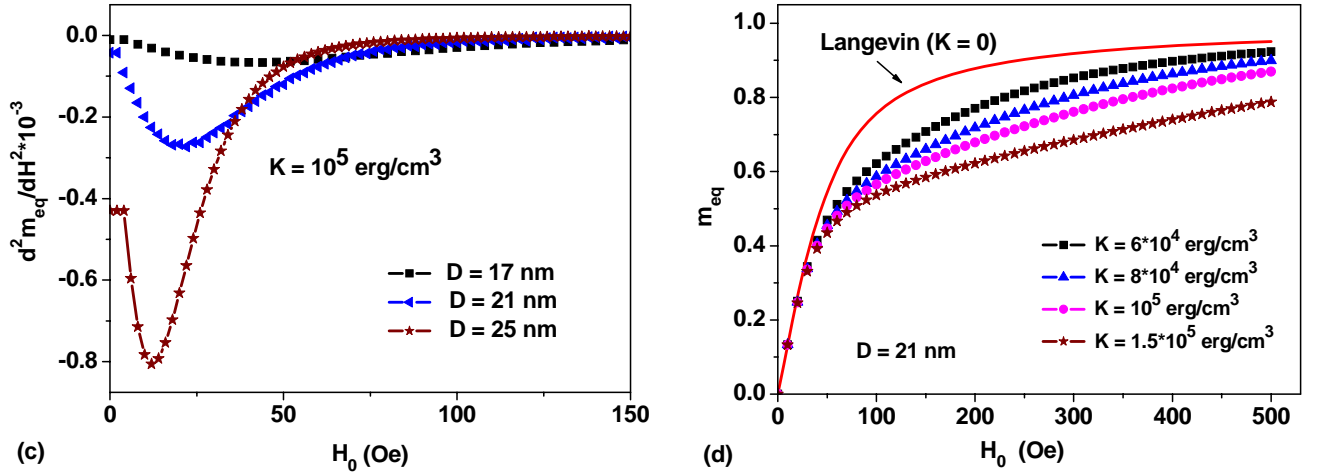 d²m_eq/dH²*10⁻³
0.0
-0.2
-0.4
-0.6
-0.8
K = 10⁵ erg/cm³
D = 17 nm
D = 21 nm
D = 25 nm
0
50
100
150
H₀ (Oe)
(c)
m_eq
1.0
0.8
0.6
0.4
0.2
0.0
Langevin (K = 0)
K = 6*10⁴ erg/cm³
K = 8*10⁴ erg/cm³
K = 10⁵ erg/cm³
K = 1.5*10⁵ erg/cm³
D = 21 nm
0
100
200
300
400
500
H₀ (Oe)
(d)